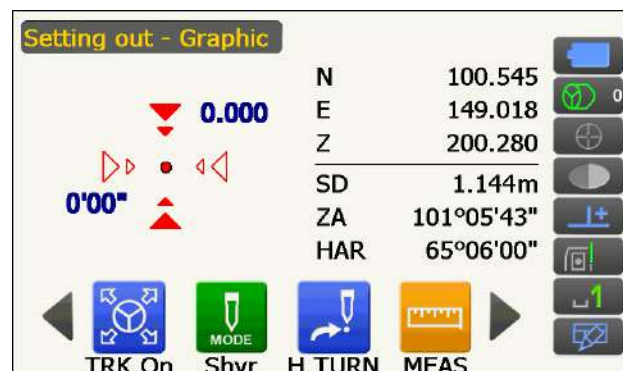 Setting out - Graphic
N 100.545
E 149.018
Z 200.280
0.000
0'00"
SD 1.144m
ZA 101°05'43"
HAR 65°06'00"
0
1
MODE
TRK On Shvr H TURN MEAS